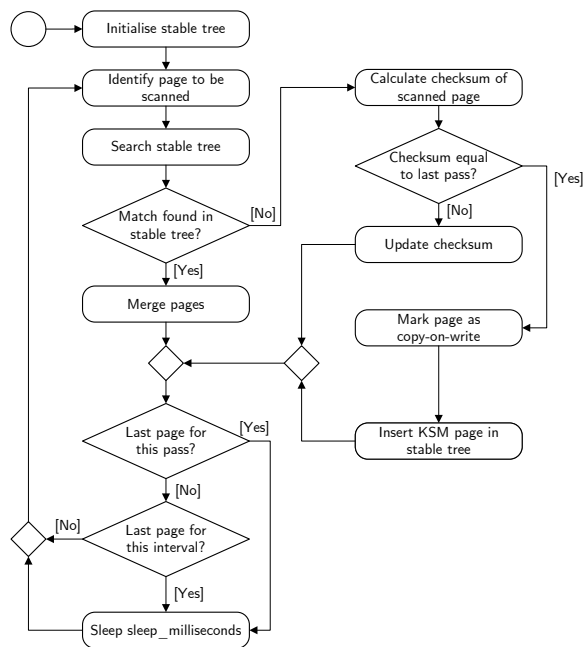 Initialise stable tree
Identify page to be
scanned
Search stable tree
Match found in
stable tree?
[No]
[Yes]
Merge pages
Calculate checksum of
scanned page
Checksum equal
to last pass?
[Yes]
[No]
Update checksum
Mark page as
copy-on-write
Insert KSM page in
stable tree
Last page for
this pass?
[Yes]
[No]
Last page for
this interval?
[No]
[Yes]
Sleep sleep_milliseconds